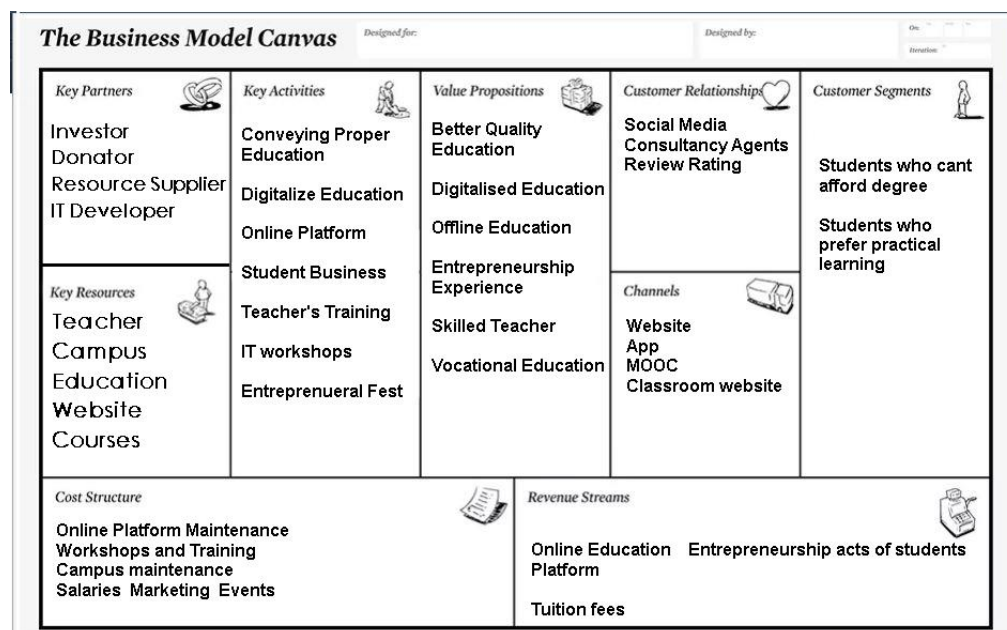 The Business Model Canvas
Designed for:
Designed by:
On:
Iteration:
Key Partners
Investor
Donator
Resource Supplier
IT Developer
Key Activities
Conveying Proper
Education
Digitalize Education
Online Platform
Student Business
Teacher's Training
IT workshops
Entreprenueral Fest
Value Propositions
Better Quality
Education
Digitalised Education
Offline Education
Entrepreneurship
Experience
Skilled Teacher
Vocational Education
Customer Relationships
Social Media
Consultancy Agents
Review Rating
Customer Segments
Students who cant
afford degree
Students who
prefer practical
learning
Key Resources
Teacher
Campus
Education
Website
Courses
Channels
Website
App
MOOC
Classroom website
Cost Structure
Online Platform Maintenance
Workshops and Training
Campus maintenance
Salaries Marketing Events
Revenue Streams
Online Education Entrepreneurship acts of students
Platform
Tuition fees